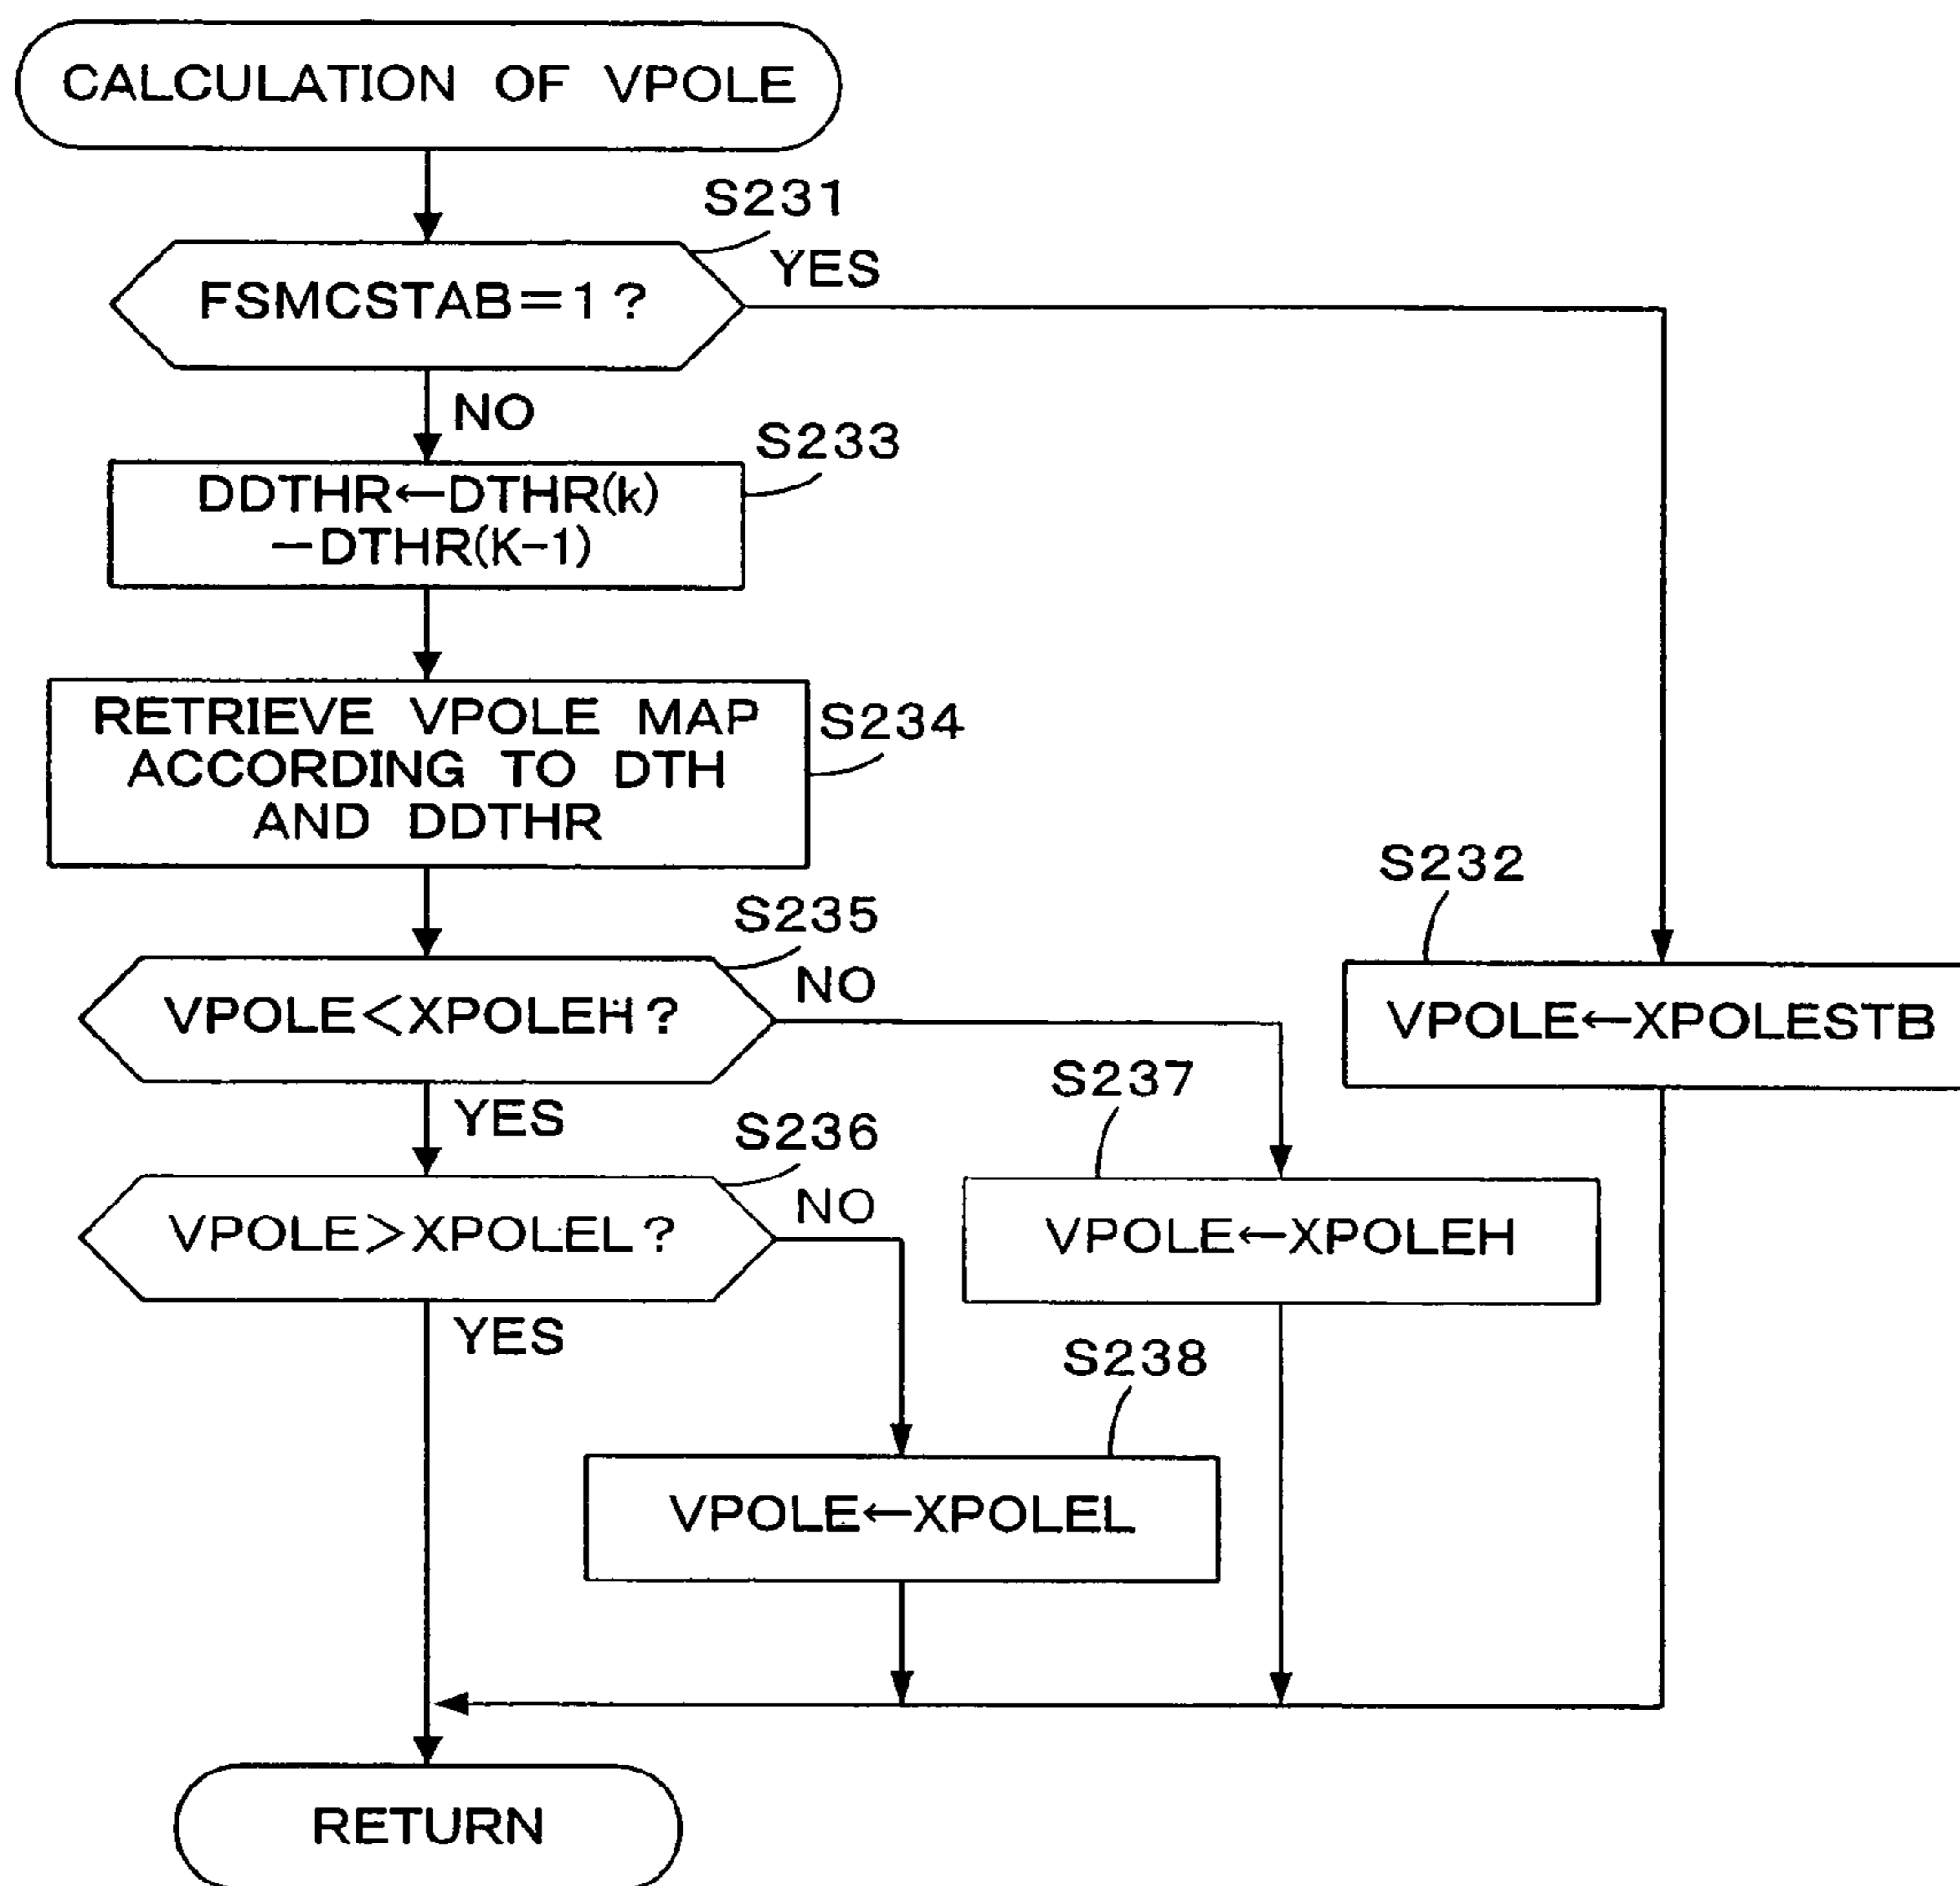 CALCULATION OF VPOLE
S231
FSMCSTAB=1?
YES
NO
S233
DDTHR←DTHR(k)
−DTHR(K−1)
RETRIEVE VPOLE MAP
ACCORDING TO DTH
AND DDTHR
S234
S235
VPOLE<XPOLEH?
NO
YES
S232
VPOLE←XPOLESTB
S236
VPOLE>XPOLEL?
NO
YES
S237
VPOLE←XPOLEH
S238
VPOLE←XPOLEL
RETURN